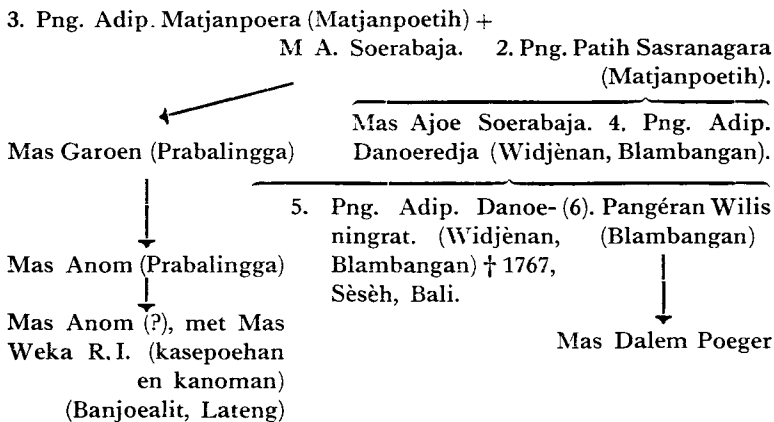 3. Png. Adip. Matjanpoera (Matjanpoetih) +
M A. Soerabaja. 2. Png. Patih Sasranagara
(Matjanpoetih).
Mas Garoen (Prabalingga)
Mas Ajoe Soerabaja. 4. Png. Adip.
Danoeredja (Widjènan, Blambangan).
Mas Anom (Prabalingga)
5. Png. Adip. Danoe-
ningrat. (Widjènan,
Blambangan) † 1767,
Sèsèh, Bali.
(6). Pangéran Wilis
(Blambangan)
Mas Anom (?), met Mas
Weka R. I. (kasepoehan
en kanoman)
(Banjoealit, Lateng)
Mas Dalem Poeger